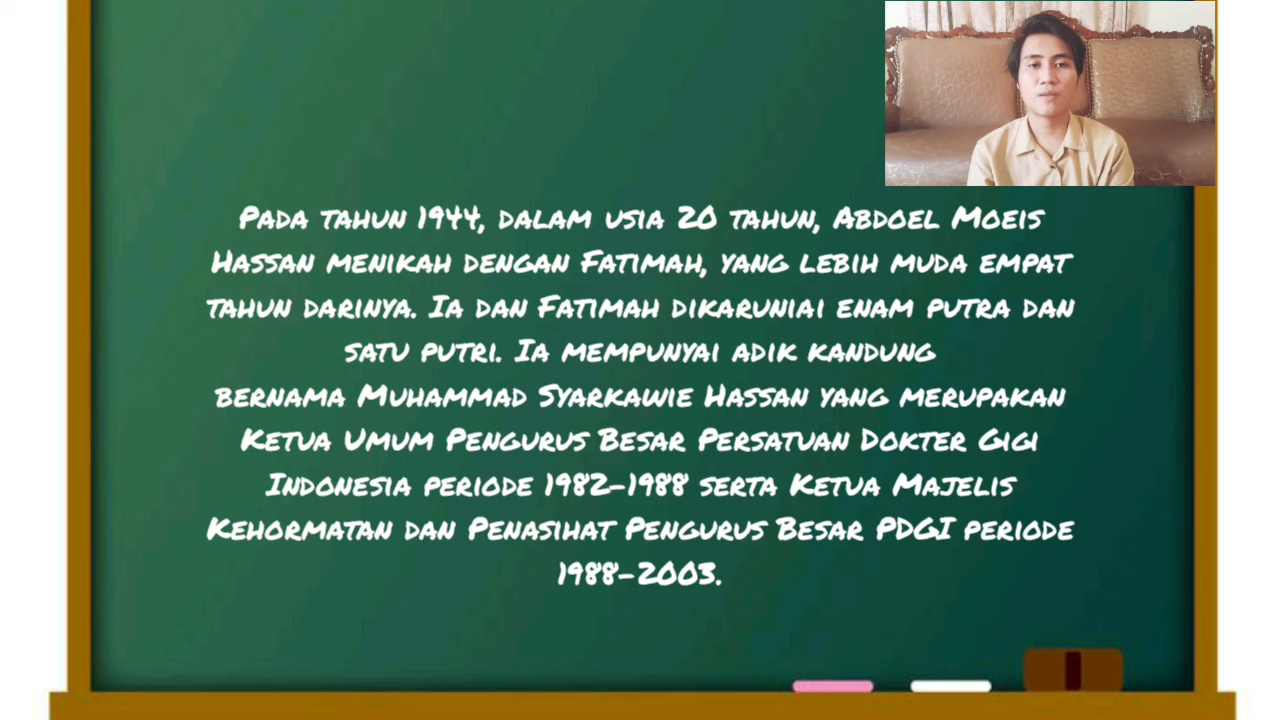 Pada tahun 1944, dalam usia 20 tahun, Abdoel Moeis
Hassan menikah dengan Fatimah, yang lebih muda empat
tahun darinya. Ia dan Fatimah dikaruniai enam putra dan
satu putri. Ia mempunyai adik kandung
bernama Muhammad Syarkawie Hassan yang merupakan
Ketua Umum Pengurus Besar Persatuan Dokter Gigi
Indonesia periode 1982-1988 serta Ketua Majelis
Kehormatan dan Penasihat Pengurus Besar PDGI periode
1988-2003.